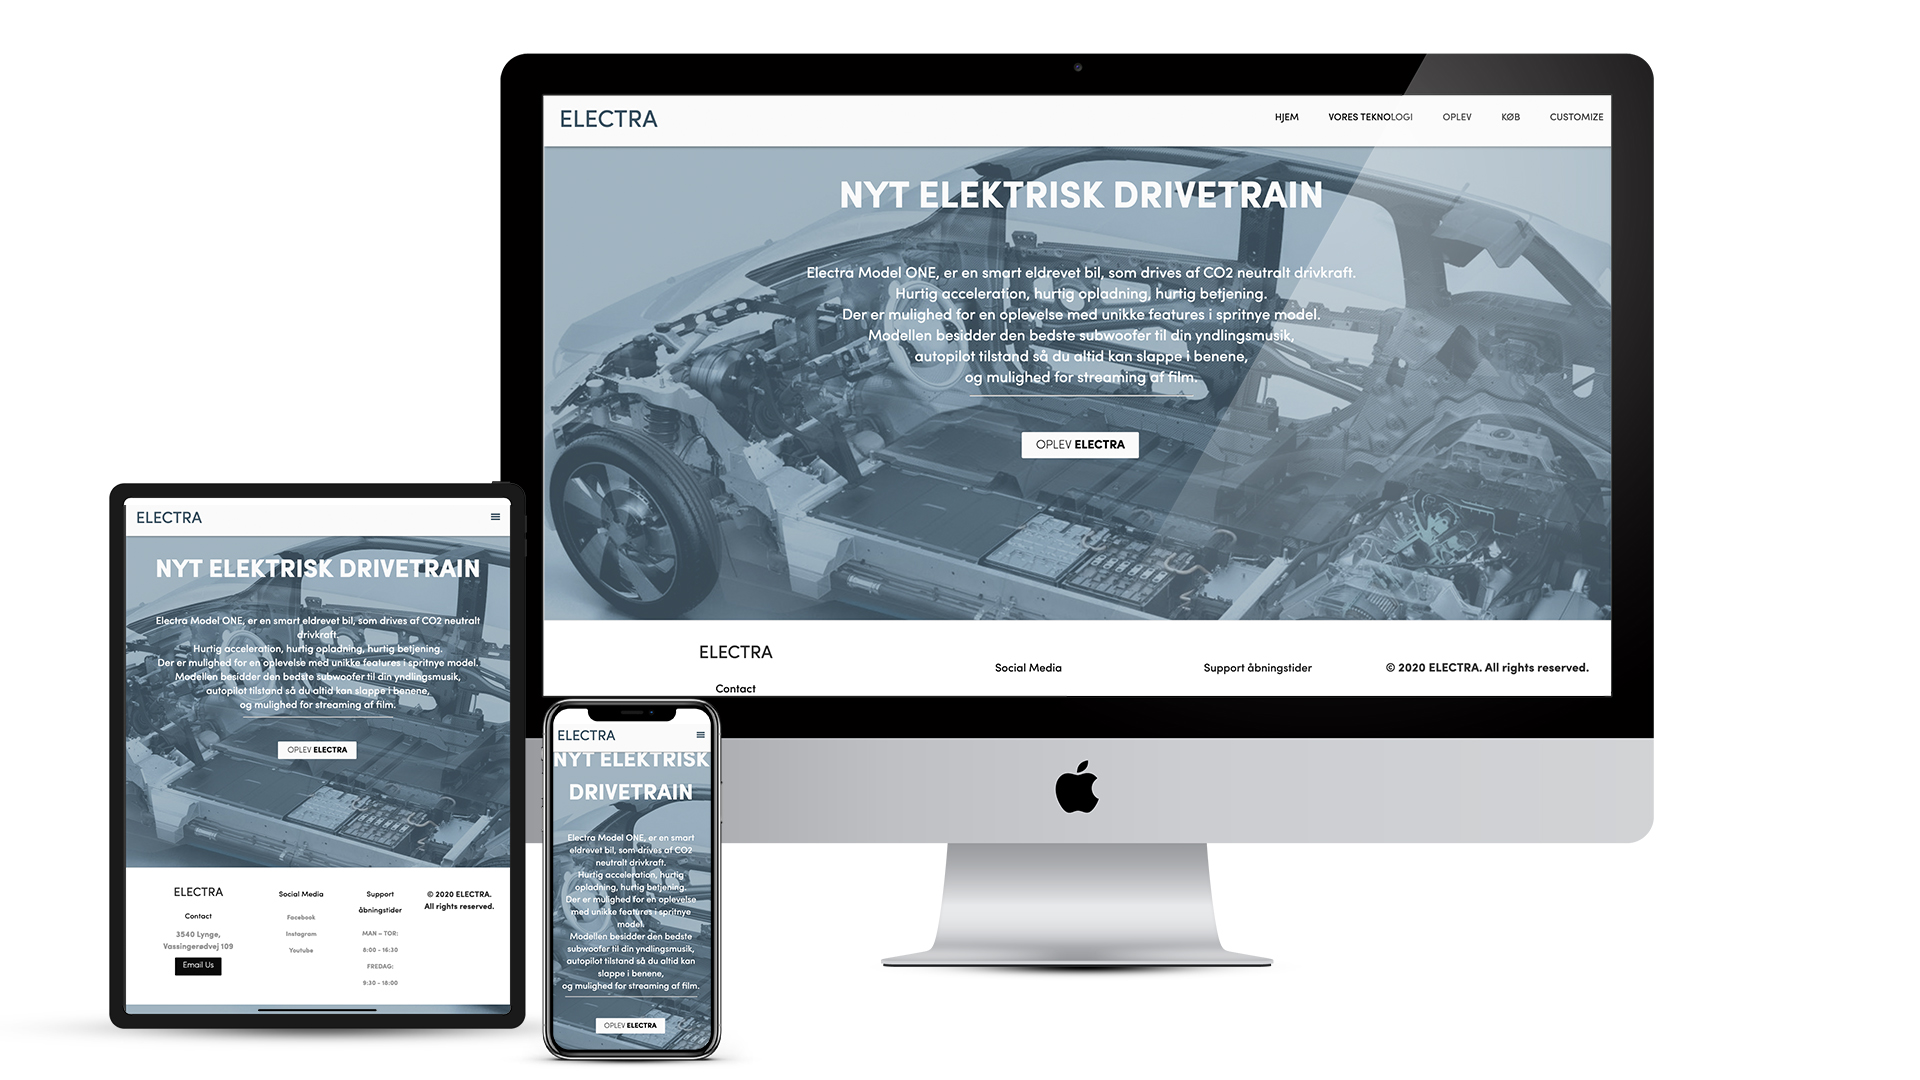 ELECTRA
HJEM VORES TEKNOLOGI OPLEV KØB CUSTOMIZE
NYT ELEKTRISK DRIVETRAIN
Electra Model ONE, er en smart eldrevet bil, som drives af CO2 neutralt drivkraft.
Hurtig acceleration, hurtig opladning, hurtig betjening.
Der er mulighed for en oplevelse med unikke features i spritnye model.
Modellen besidder den bedste subwoofer til din yndlingsmusik,
autopilot tilstand så du altid kan slappe i benene,
og mulighed for streaming af film.
OPLEV ELECTRA
ELECTRA
Contact
Social Media
Support åbningstider
© 2020 ELECTRA. All rights reserved.
ELECTRA
NYT ELEKTRISK DRIVETRAIN
Electra Model ONE, er en smart eldrevet bil, som drives af CO2 neutralt
drivkraft.
Hurtig acceleration, hurtig opladning, hurtig betjening.
Der er mulighed for en oplevelse med unikke features i spritnye model.
Modellen besidder den bedste subwoofer til din yndlingsmusik,
autopilot tilstand så du altid kan slappe i benene,
og mulighed for streaming af film.
OPLEV ELECTRA
ELECTRA
Contact
3540 Lynge,
Vassingerødvej 109
Email Us
Social Media
Facebook
Instagram
Youtube
Support
åbningstider
MAN – TOR:
8:00 - 16:30
FREDAG:
9:30 - 18:00
© 2020 ELECTRA.
All rights reserved.
ELECTRA
NYT ELEKTRISK
DRIVETRAIN
Electra Model ONE, er en smart
eldrevet bil, som drives af CO2
neutralt drivkraft.
Hurtig acceleration, hurtig
opladning, hurtig betjening.
Der er mulighed for en oplevelse
med unikke features i spritnye
model.
Modellen besidder den bedste
subwoofer til din yndlingsmusik,
autopilot tilstand så du altid kan
slappe i benene,
og mulighed for streaming af film.
OPLEV ELECTRA